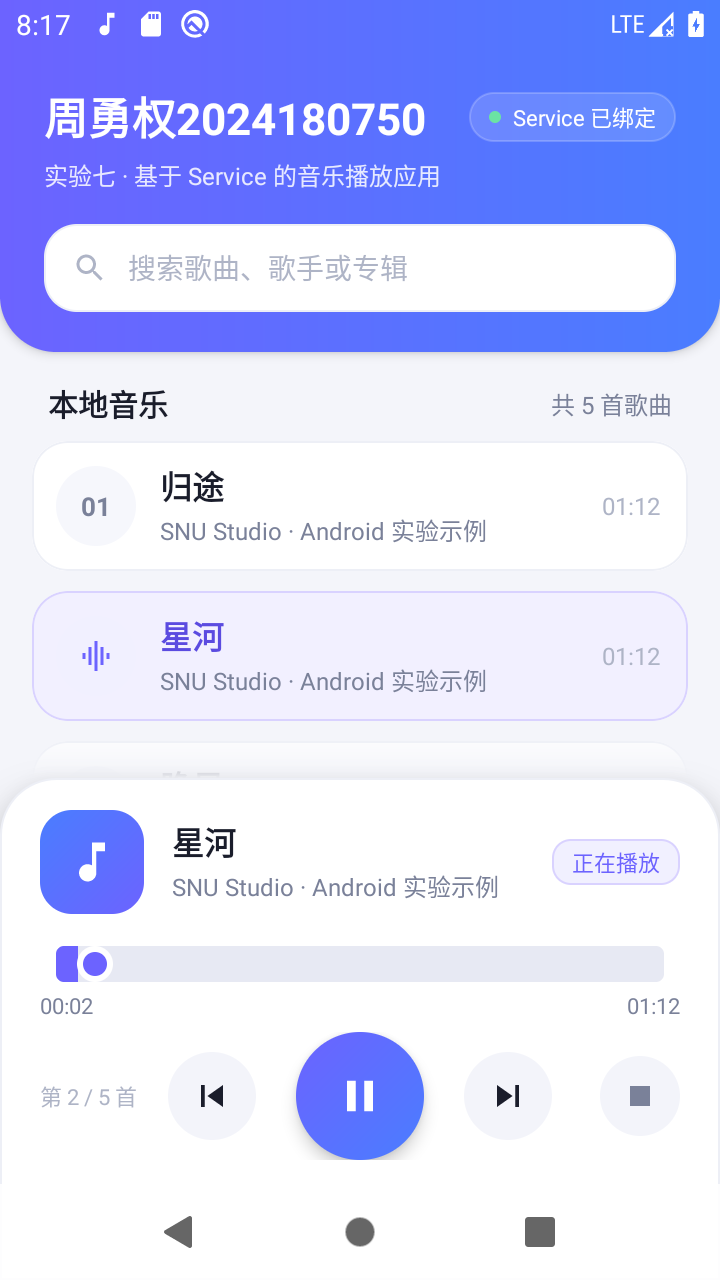 8:17
LTE
周勇权2024180750
Service 已绑定
实验七 · 基于 Service 的音乐播放应用
搜索歌曲、歌手或专辑
本地音乐
共 5 首歌曲
01
归途
SNU Studio · Android 实验示例
01:12
星河
SNU Studio · Android 实验示例
01:12
星河
SNU Studio · Android 实验示例
正在播放
00:02
01:12
第 2 / 5 首